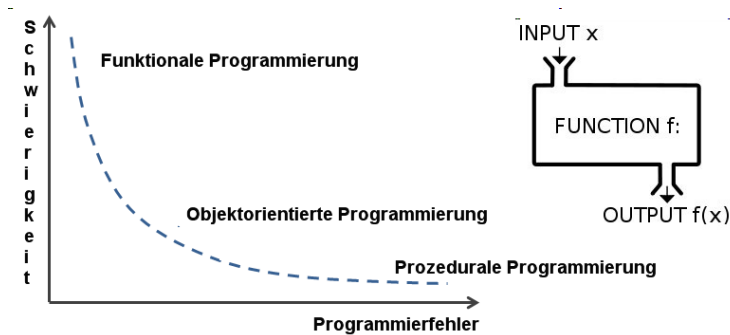 Schwierigkeit
Funktionale Programmierung
Objektorientierte Programmierung
Prozedurale Programmierung
Programmierfehler
INPUT x
FUNCTION f:
OUTPUT f(x)